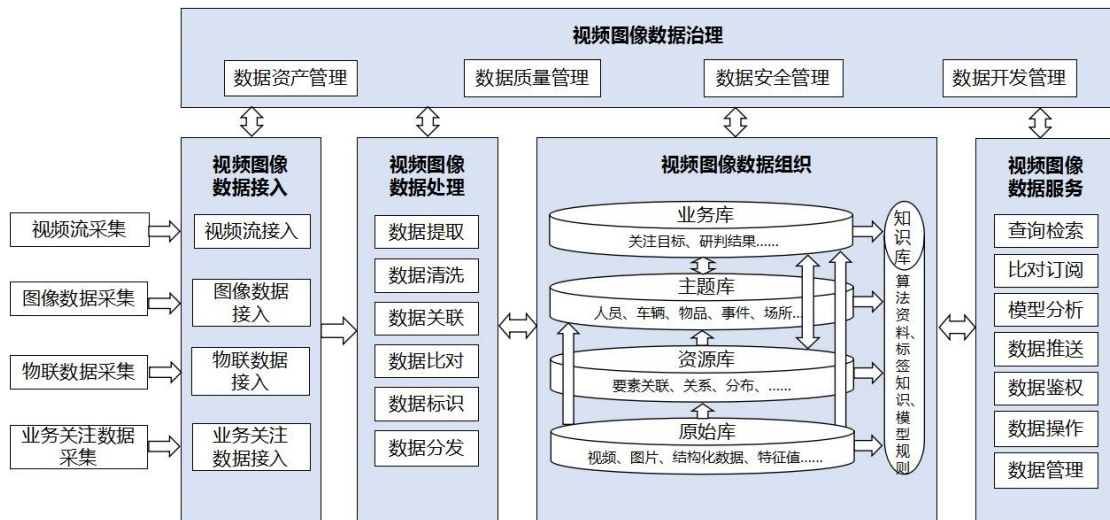 视频图像数据治理
数据资产管理
数据质量管理
数据安全管理
数据开发管理
视频流采集
图像数据采集
物联数据采集
业务关注数据
采集
视频图像
数据接入
视频流接入
图像数据
接入
物联数据
接入
业务关注
数据接入
视频图像
数据处理
数据提取
数据清洗
数据关联
数据比对
数据标识
数据分发
视频图像数据组织
业务库
关注目标、研判结果……
主题库
人员、车辆、物品、事件、场所...
资源库
要素关联、关系、分布、……
原始库
视频、图片、结构化数据、特征值……
知识库
算法资料、标签知识、模型规则
视频图像
数据服务
查询检索
比对订阅
模型分析
数据推送
数据鉴权
数据操作
数据管理